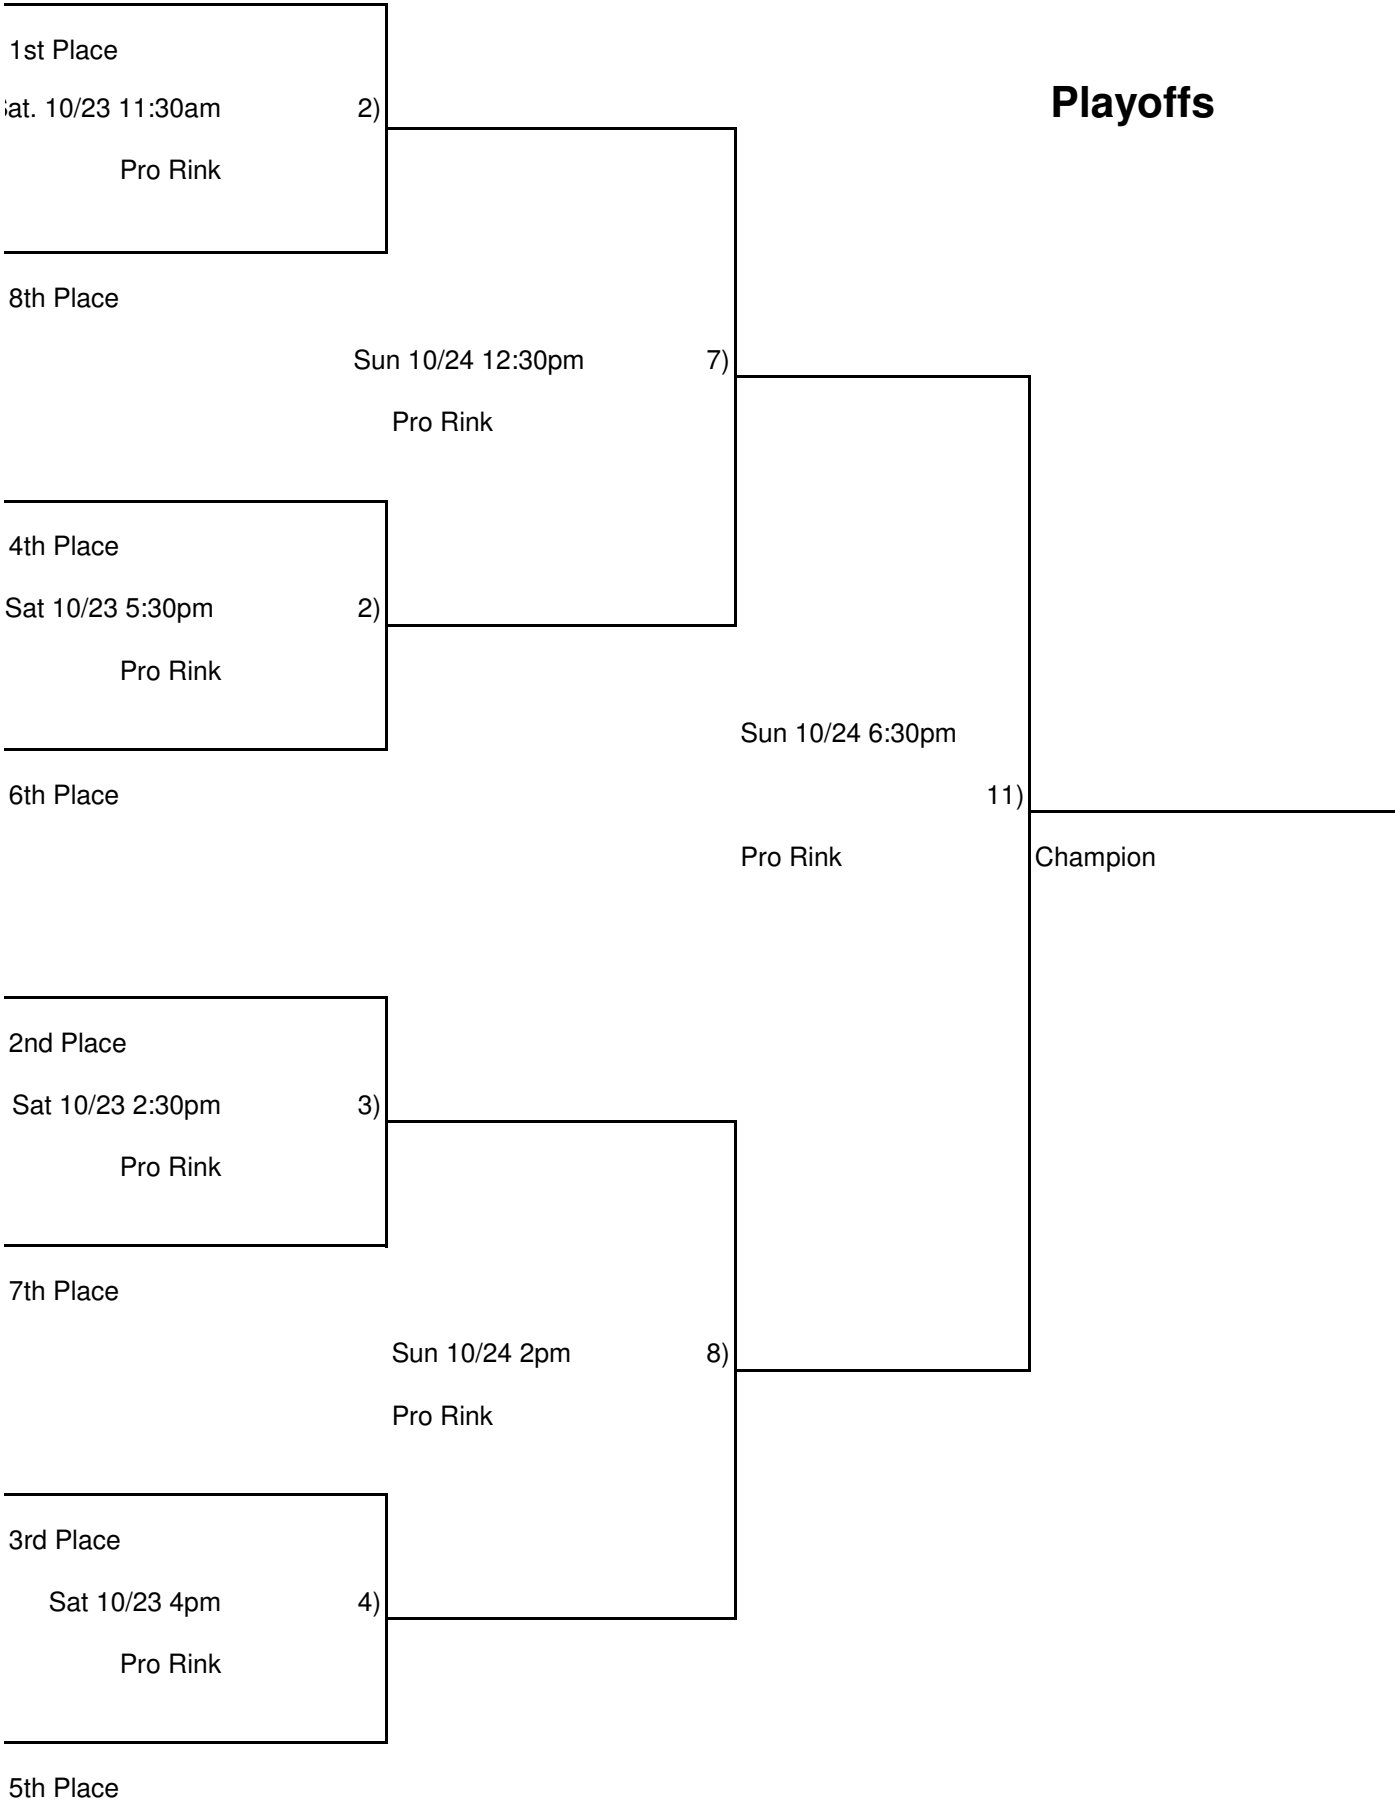 1st Place
Playoffs
Sat. 10/23 11:30am 2)
Pro Rink
8th Place
Sun 10/24 12:30pm 7)
Pro Rink
4th Place
Sat 10/23 5:30pm 2)
Pro Rink
Sun 10/24 6:30pm
6th Place
11)
Pro Rink
Champion
2nd Place
Sat 10/23 2:30pm 3)
Pro Rink
7th Place
Sun 10/24 2pm 8)
Pro Rink
3rd Place
Sat 10/23 4pm 4)
Pro Rink
5th Place